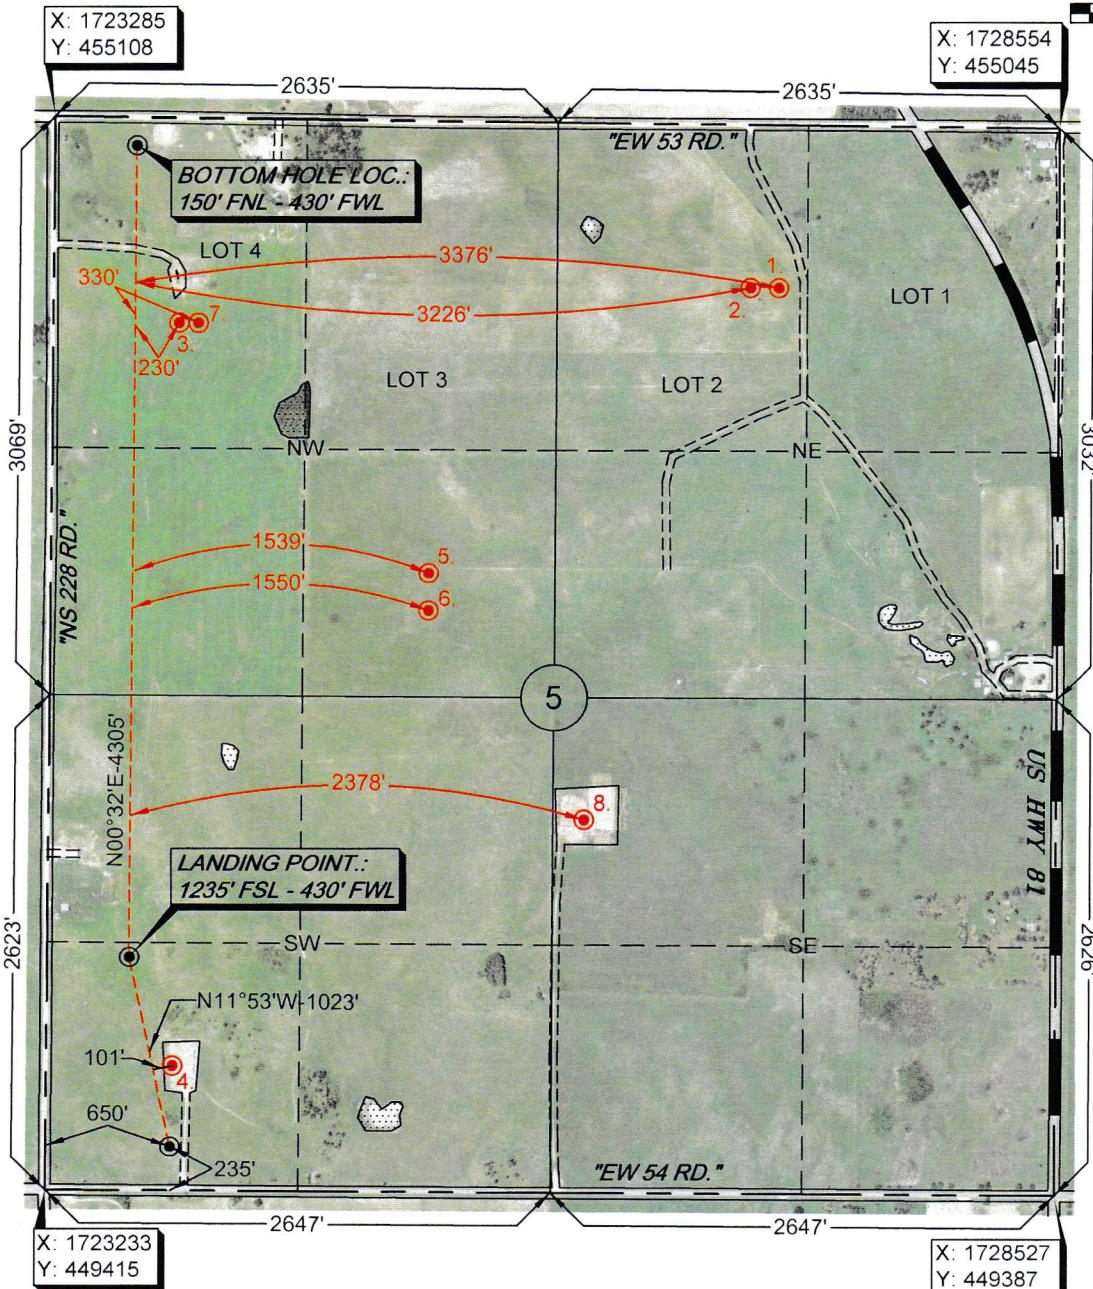 X: 1723285
Y: 455108
X: 1728554
Y: 455045
2635'
2635'
"EW 53 RD."
BOTTOM HOLE LOC.:
150' FNL - 430' FWL
LOT 4
3376'
1.
330'
LOT 1
3226'
2.
7.
3.
230'
LOT 3
LOT 2
3069'
3032'
NW
NE
"NS 228 RD."
1539'
5.
1550'
6.
5
N00°32'E-4305'
2378'
8.
US HWY 81
LANDING POINT.:
1235' FSL - 430' FWL
2623'
2626'
SW
SE
N11°53'W-1023'
101'
4.
650'
235'
"EW 54 RD."
2647'
2647'
X: 1723233
Y: 449415
X: 1728527
Y: 449387